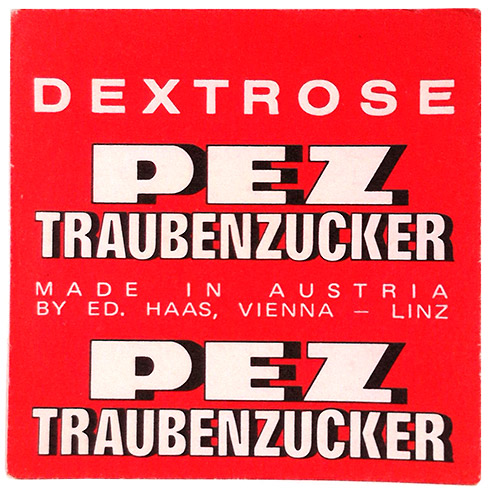 DEXTROSE
PEZ
TRAUBENZUCKER
MADE IN AUSTRIA
BY ED. HAAS, VIENNA – LINZ
PEZ
TRAUBENZUCKER